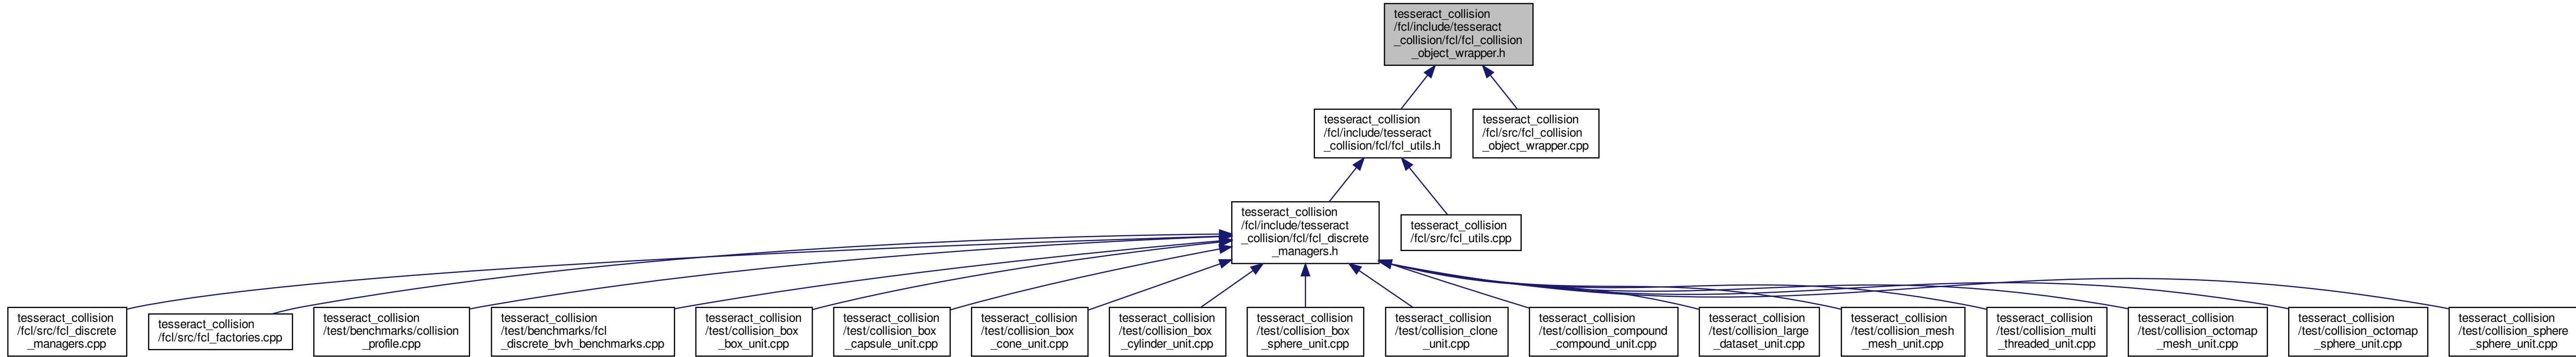 tesseract_collision
/fcl/include/tesseract
_collision/fcl/fcl_collision
_object_wrapper.h
tesseract_collision
/fcl/include/tesseract
_collision/fcl/fcl_utils.h
tesseract_collision
/fcl/src/fcl_collision
_object_wrapper.cpp
tesseract_collision
/fcl/include/tesseract
_collision/fcl/fcl_discrete
_managers.h
tesseract_collision
/fcl/src/fcl_utils.cpp
tesseract_collision
/fcl/src/fcl_discrete
_managers.cpp
tesseract_collision
/fcl/src/fcl_factories.cpp
tesseract_collision
/test/benchmarks/collision
_profile.cpp
tesseract_collision
/test/benchmarks/fcl
_discrete_bvh_benchmarks.cpp
tesseract_collision
/test/collision_box
_box_unit.cpp
tesseract_collision
/test/collision_box
_capsule_unit.cpp
tesseract_collision
/test/collision_box
_cone_unit.cpp
tesseract_collision
/test/collision_box
_cylinder_unit.cpp
tesseract_collision
/test/collision_box
_sphere_unit.cpp
tesseract_collision
/test/collision_clone
_unit.cpp
tesseract_collision
/test/collision_compound
_compound_unit.cpp
tesseract_collision
/test/collision_large
_dataset_unit.cpp
tesseract_collision
/test/collision_mesh
_mesh_unit.cpp
tesseract_collision
/test/collision_multi
_threaded_unit.cpp
tesseract_collision
/test/collision_octomap
_mesh_unit.cpp
tesseract_collision
/test/collision_octomap
_sphere_unit.cpp
tesseract_collision
/test/collision_sphere
_sphere_unit.cpp